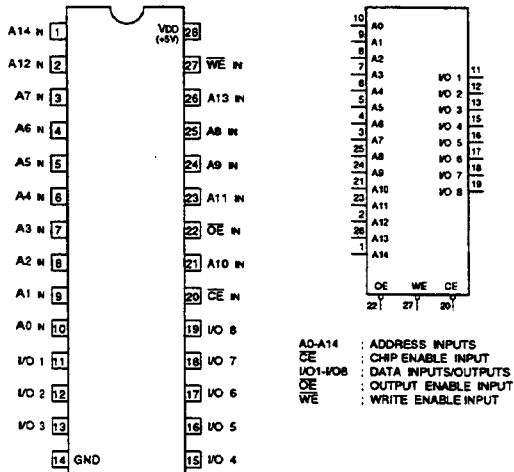 A14 IN 1
VDD (+5V) 28
A12 IN 2
27 WE IN
A7 IN 3
26 A13 IN
A6 IN 4
25 A8 IN
A5 IN 5
24 A9 IN
A4 IN 6
23 A11 IN
A3 IN 7
22 OE IN
A2 IN 8
21 A10 IN
A1 IN 9
20 CE IN
A0 IN 10
19 I/O 8
I/O 1 11
18 I/O 7
I/O 2 12
17 I/O 6
I/O 3 13
16 I/O 5
14 GND
15 I/O 4
10 A0
9 A1
8 A2
7 A3
6 A4
5 A5
4 A6
3 A7
25 A8
24 A9
21 A10
23 A11
2 A12
26 A13
1 A14
I/O 1 11
I/O 2 12
I/O 3 13
I/O 4 15
I/O 5 16
I/O 6 17
I/O 7 18
I/O 8 19
OE WE CE
22 27 20
A0-A14 : ADDRESS INPUTS
CE : CHIP ENABLE INPUT
I/O1-I/O8 : DATA INPUTS/OUTPUTS
OE : OUTPUT ENABLE INPUT
WE : WRITE ENABLE INPUT